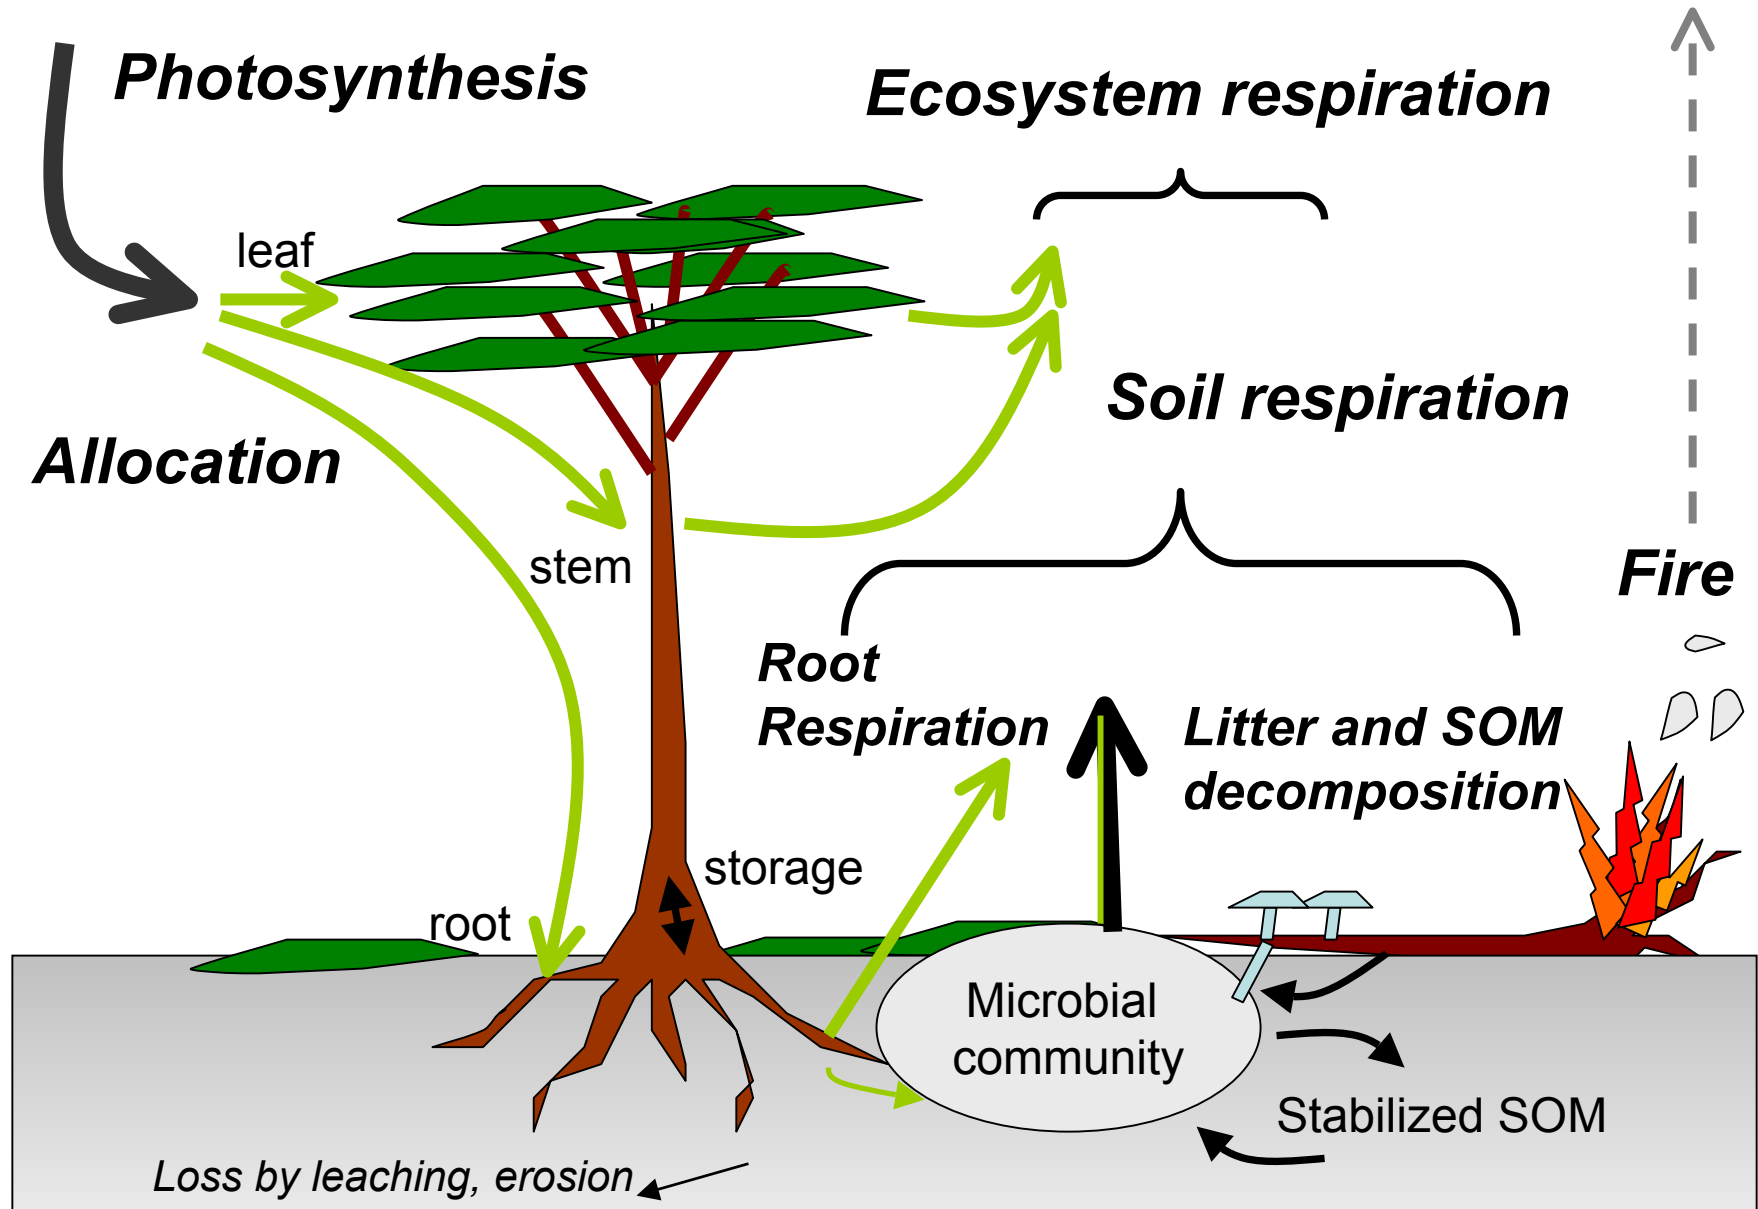 Photosynthesis
Ecosystem respiration
leaf
Soil respiration
Allocation
stem
Fire
Root
Respiration
Litter and SOM
decomposition
storage
root
Microbial
community
Stabilized SOM
Loss by leaching, erosion